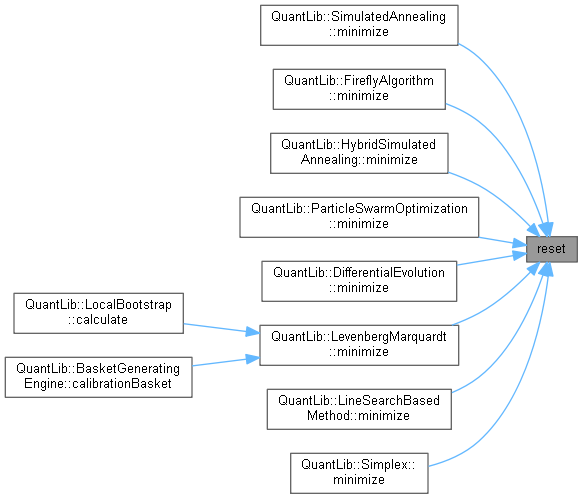 QuantLib::SimulatedAnnealing
::minimize
QuantLib::FireflyAlgorithm
::minimize
QuantLib::HybridSimulated
Annealing::minimize
QuantLib::ParticleSwarmOptimization
::minimize
reset
QuantLib::DifferentialEvolution
::minimize
QuantLib::LocalBootstrap
::calculate
QuantLib::LevenbergMarquardt
::minimize
QuantLib::BasketGenerating
Engine::calibrationBasket
QuantLib::LineSearchBased
Method::minimize
QuantLib::Simplex::
minimize